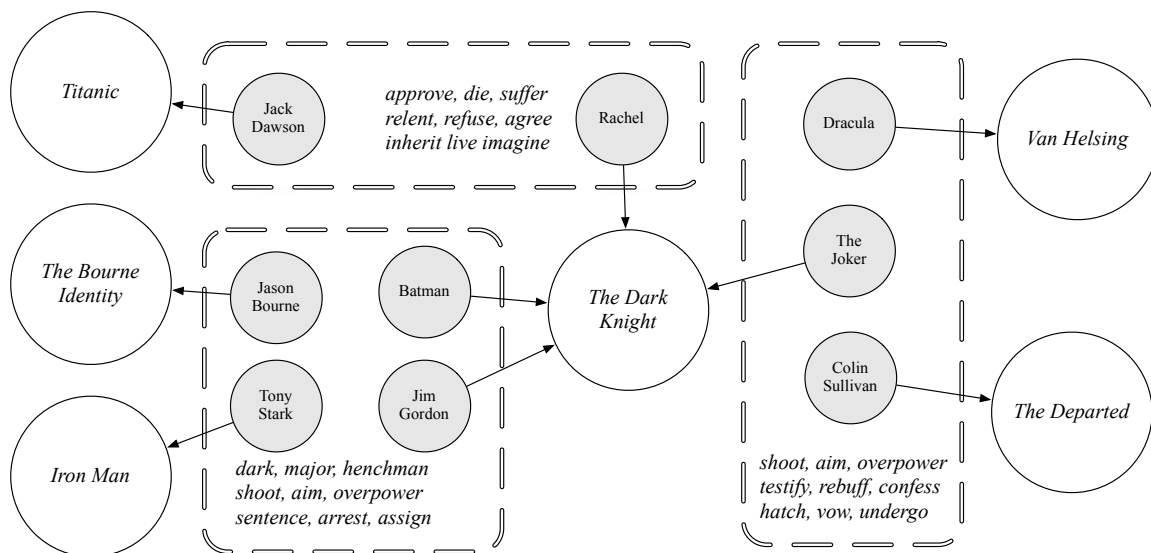 Titanic
Jack
Dawson
approve, die, suffer
relent, refuse, agree
inherit live imagine
Rachel
Dracula
Van Helsing
The Bourne
Identity
Jason
Bourne
Batman
The Dark
Knight
The
Joker
Iron Man
Tony
Stark
Jim
Gordon
dark, major, henchman
shoot, aim, overpower
sentence, arrest, assign
Colin
Sullivan
The Departed
shoot, aim, overpower
testify, rebuff, confess
hatch, vow, undergo